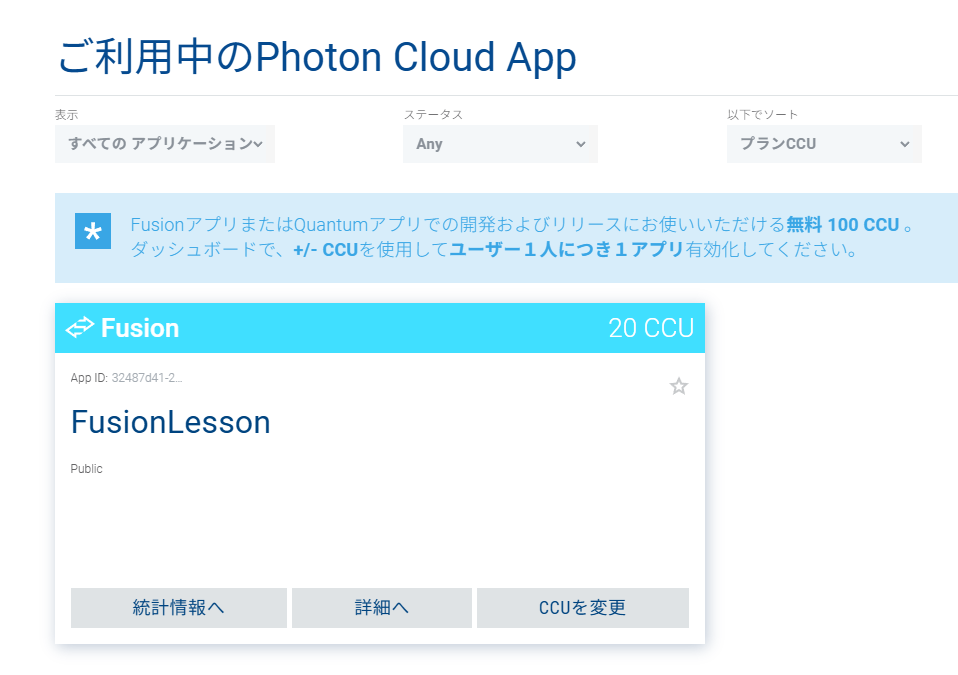 ご利用中のPhoton Cloud App
表示
ステータス
以下でソート
すべての アプリケーション
Any
プランCCU
* FusionアプリまたはQuantumアプリでの開発およびリリースにお使いいただける無料 100 CCU 。
ダッシュボードで、+/- CCUを使用してユーザー１人につき１アプリ有効化してください。
Fusion
20 CCU
App ID: 32487d41-2...
FusionLesson
Public
統計情報へ
詳細へ
CCUを変更